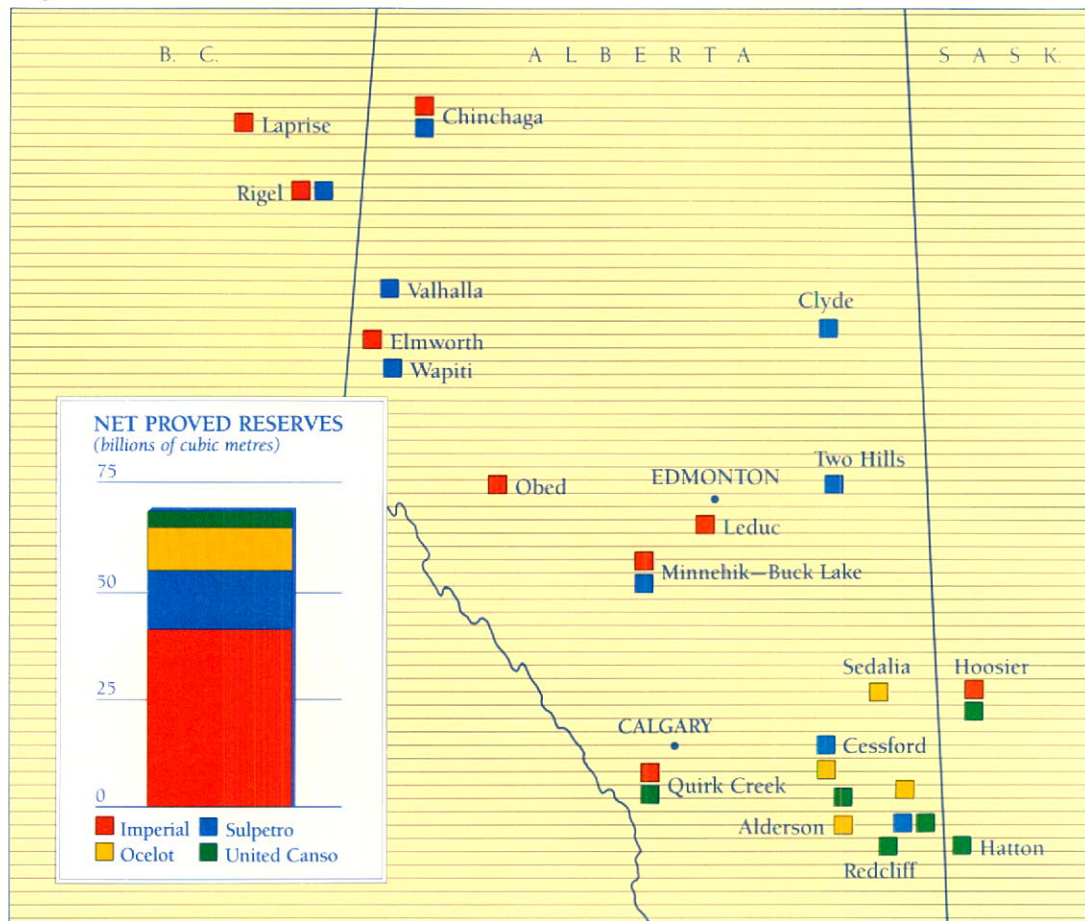 B. C.
ALBERTA
SASK.
Laprise
Chinchaga
Rigel
Valhalla
Clyde
Elmworth
Wapiti
NET PROVED RESERVES
(billions of cubic metres)
75
50
25
0
Imperial
Sulpetro
Ocelot
United Canso
Obed
EDMONTON
Two Hills
Leduc
Minnehik—Buck Lake
Sedalia
Hoosier
CALGARY
Cessford
Quirk Creek
Alderson
Redcliff
Hatton